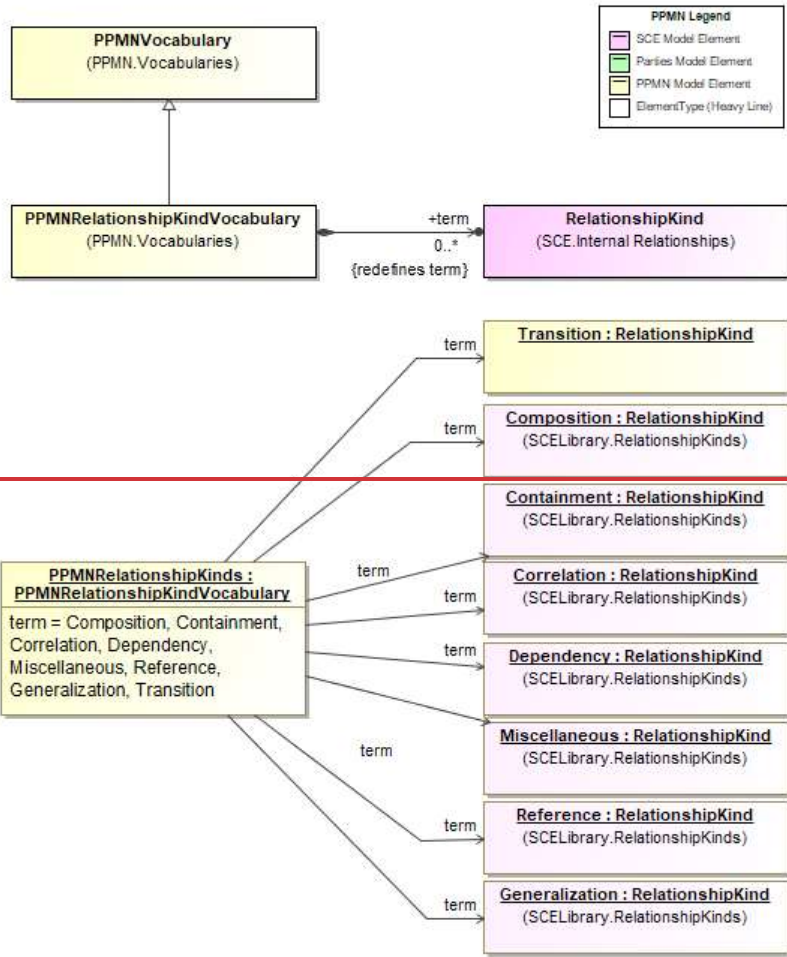 PPMNVocabulary
(PPMN.Vocabularies)
PPMN Legend
SCE Model Element
Parties Model Element
PPMN Model Element
ElementType (Heavy Line)
PPMNRelationshipKindVocabulary
(PPMN.Vocabularies)
+term
0..*
{redefines term}
RelationshipKind
(SCE.Internal Relationships)
term
Transition : RelationshipKind
term
Composition : RelationshipKind
(SCELibrary.RelationshipKinds)
Containment : RelationshipKind
(SCELibrary.RelationshipKinds)
PPMNRelationshipKinds :
PPMNRelationshipKindVocabulary
term = Composition, Containment,
Correlation, Dependency,
Miscellaneous, Reference,
Generalization, Transition
term
term
Correlation : RelationshipKind
(SCELibrary.RelationshipKinds)
term
Dependency : RelationshipKind
(SCELibrary.RelationshipKinds)
term
Miscellaneous : RelationshipKind
(SCELibrary.RelationshipKinds)
term
Reference : RelationshipKind
(SCELibrary.RelationshipKinds)
term
Generalization : RelationshipKind
(SCELibrary.RelationshipKinds)